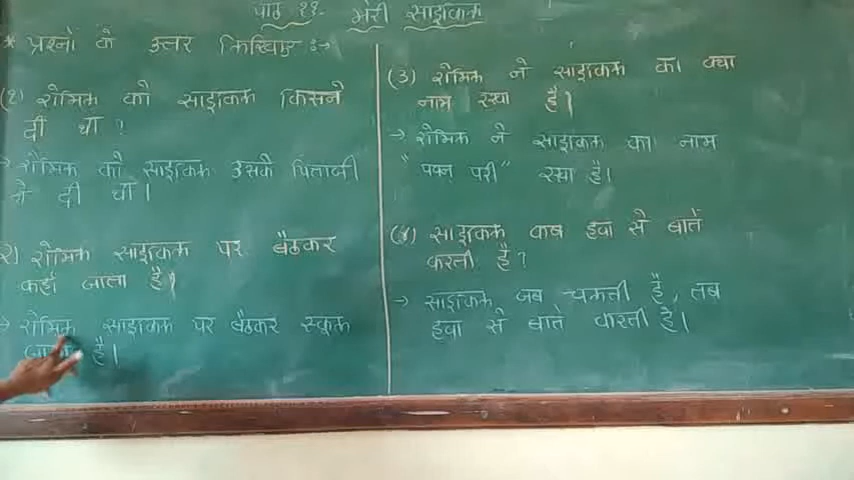 पाठ ११. मेरी साइकिल
* प्रश्नों के उत्तर लिखिए :→
(१) रोमिल को साइकिल किसने
दी थी ?
→ रोमिल को साइकिल उसके पिताजी
ने दी थी।
२) रोमिल साइकिल पर बैठकर
कहाँ जाता है?
→ रोमिल साइकिल पर बैठकर स्कूल
जाता है।
(३) रोमिल ने साइकिल का क्या
नाम रखा है?
→ रोमिल ने साइकिल का नाम
"पवन परी" रखा है।
(४) साइकिल कब हवा से बातें
करती है ?
→ साइकिल जब चलती है, तब
हवा से बातें करती है।